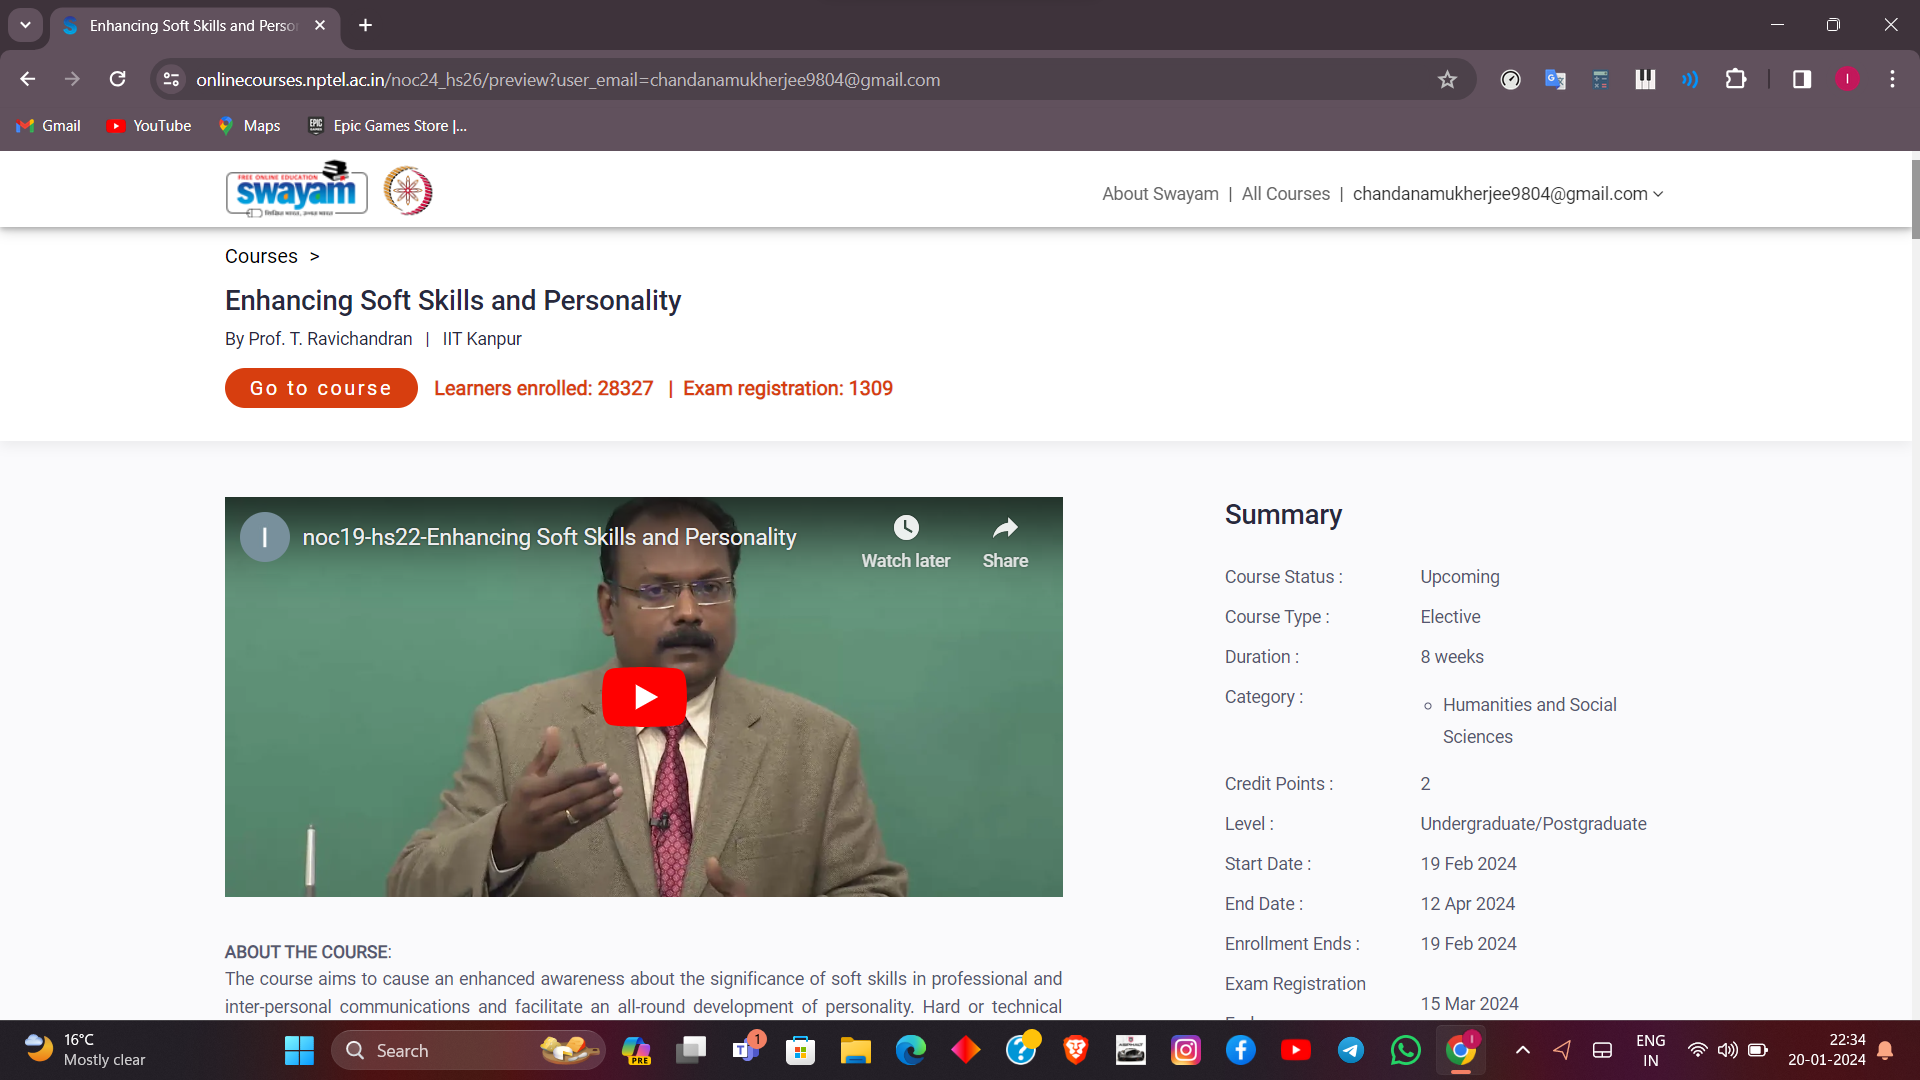 Enhancing Soft Skills and Perso
onlinecourses.nptel.ac.in/noc24_hs26/preview?user_email=chandanamukherjee9804@gmail.com
Gmail YouTube Maps Epic Games Store |...
FREE ONLINE EDUCATION
swayam
About Swayam | All Courses | chandanamukherjee9804@gmail.com
Courses >
Enhancing Soft Skills and Personality
By Prof. T. Ravichandran | IIT Kanpur
Go to course Learners enrolled: 28327 | Exam registration: 1309
I noc19-hs22-Enhancing Soft Skills and Personality
Watch later Share
ABOUT THE COURSE:
The course aims to cause an enhanced awareness about the significance of soft skills in professional and
inter-personal communications and facilitate an all-round development of personality. Hard or technical
Summary
Course Status : Upcoming
Course Type : Elective
Duration : 8 weeks
Category : Humanities and Social
Sciences
Credit Points : 2
Level : Undergraduate/Postgraduate
Start Date : 19 Feb 2024
End Date : 12 Apr 2024
Enrollment Ends : 19 Feb 2024
Exam Registration
15 Mar 2024
16°C
Mostly clear
Search
PRE
1
ENG
IN
22:34
20-01-2024